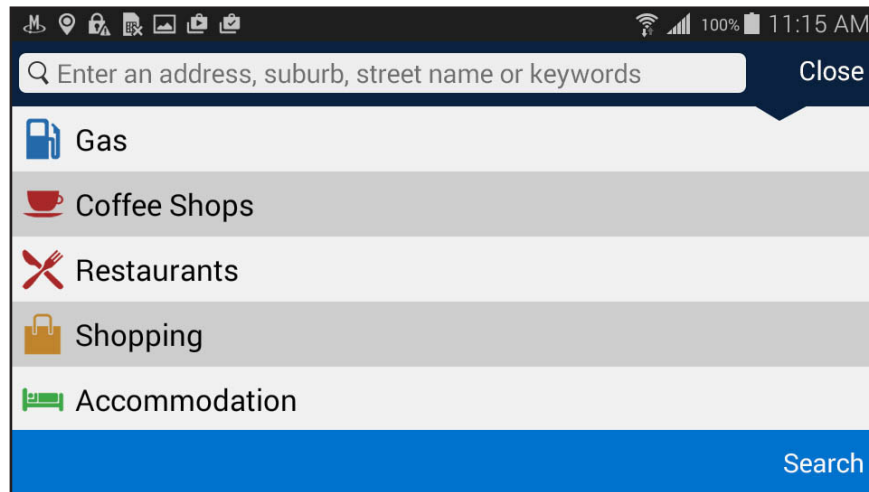 100% 11:15 AM
Enter an address, suburb, street name or keywords Close
Gas
Coffee Shops
Restaurants
Shopping
Accommodation
Search